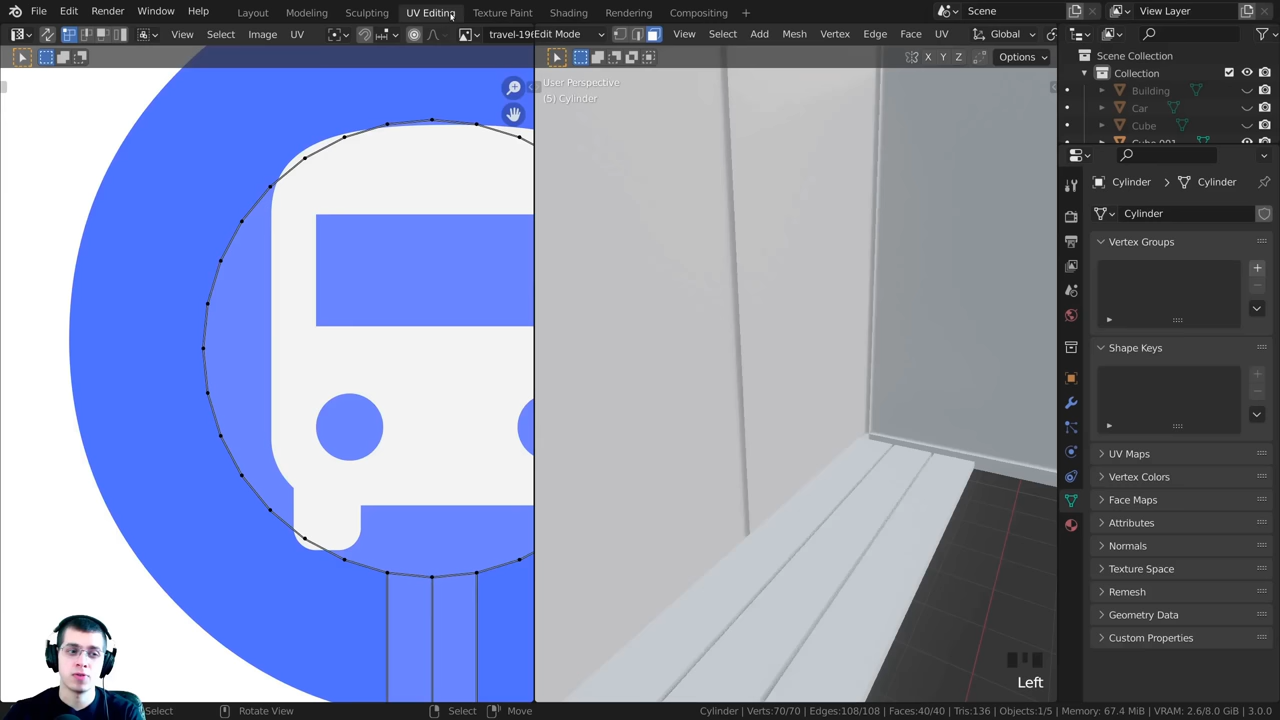 File Edit Render Window Help Layout Modeling Sculpting UV Editing Texture Paint Shading Rendering Compositing + Scene View Layer
View Select Image UV travel-19 Edit Mode View Select Add Mesh Vertex Edge Face UV Global
X Y Z Options
Scene Collection
Collection
Building
Car
Cube
Cube.001
User Perspective
(5) Cylinder
Cylinder > Cylinder
Cylinder
Vertex Groups
Shape Keys
UV Maps
Vertex Colors
Face Maps
Attributes
Normals
Texture Space
Remesh
Geometry Data
Custom Properties
Left
Select Rotate View Select Move Cylinder | Verts:70/70 | Edges:108/108 | Faces:40/40 | Tris:136 | Objects:1/5 | Memory: 67.4 MiB | VRAM: 2.6/8.0 GiB | 3.0.0